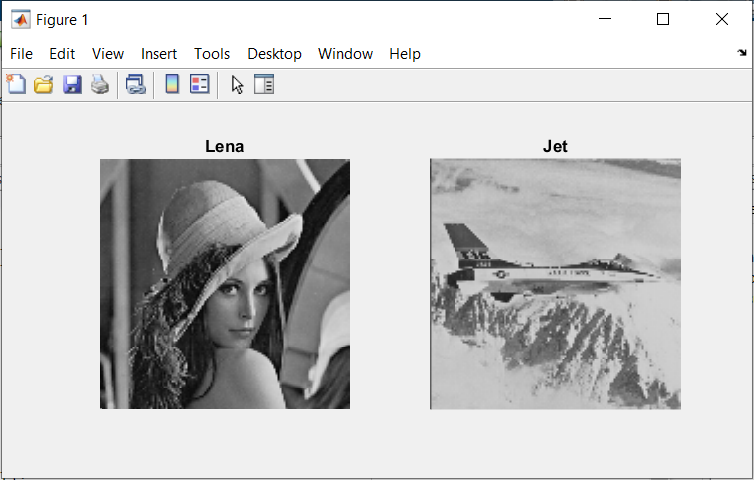 Figure 1
File Edit View Insert Tools Desktop Window Help
Lena
Jet